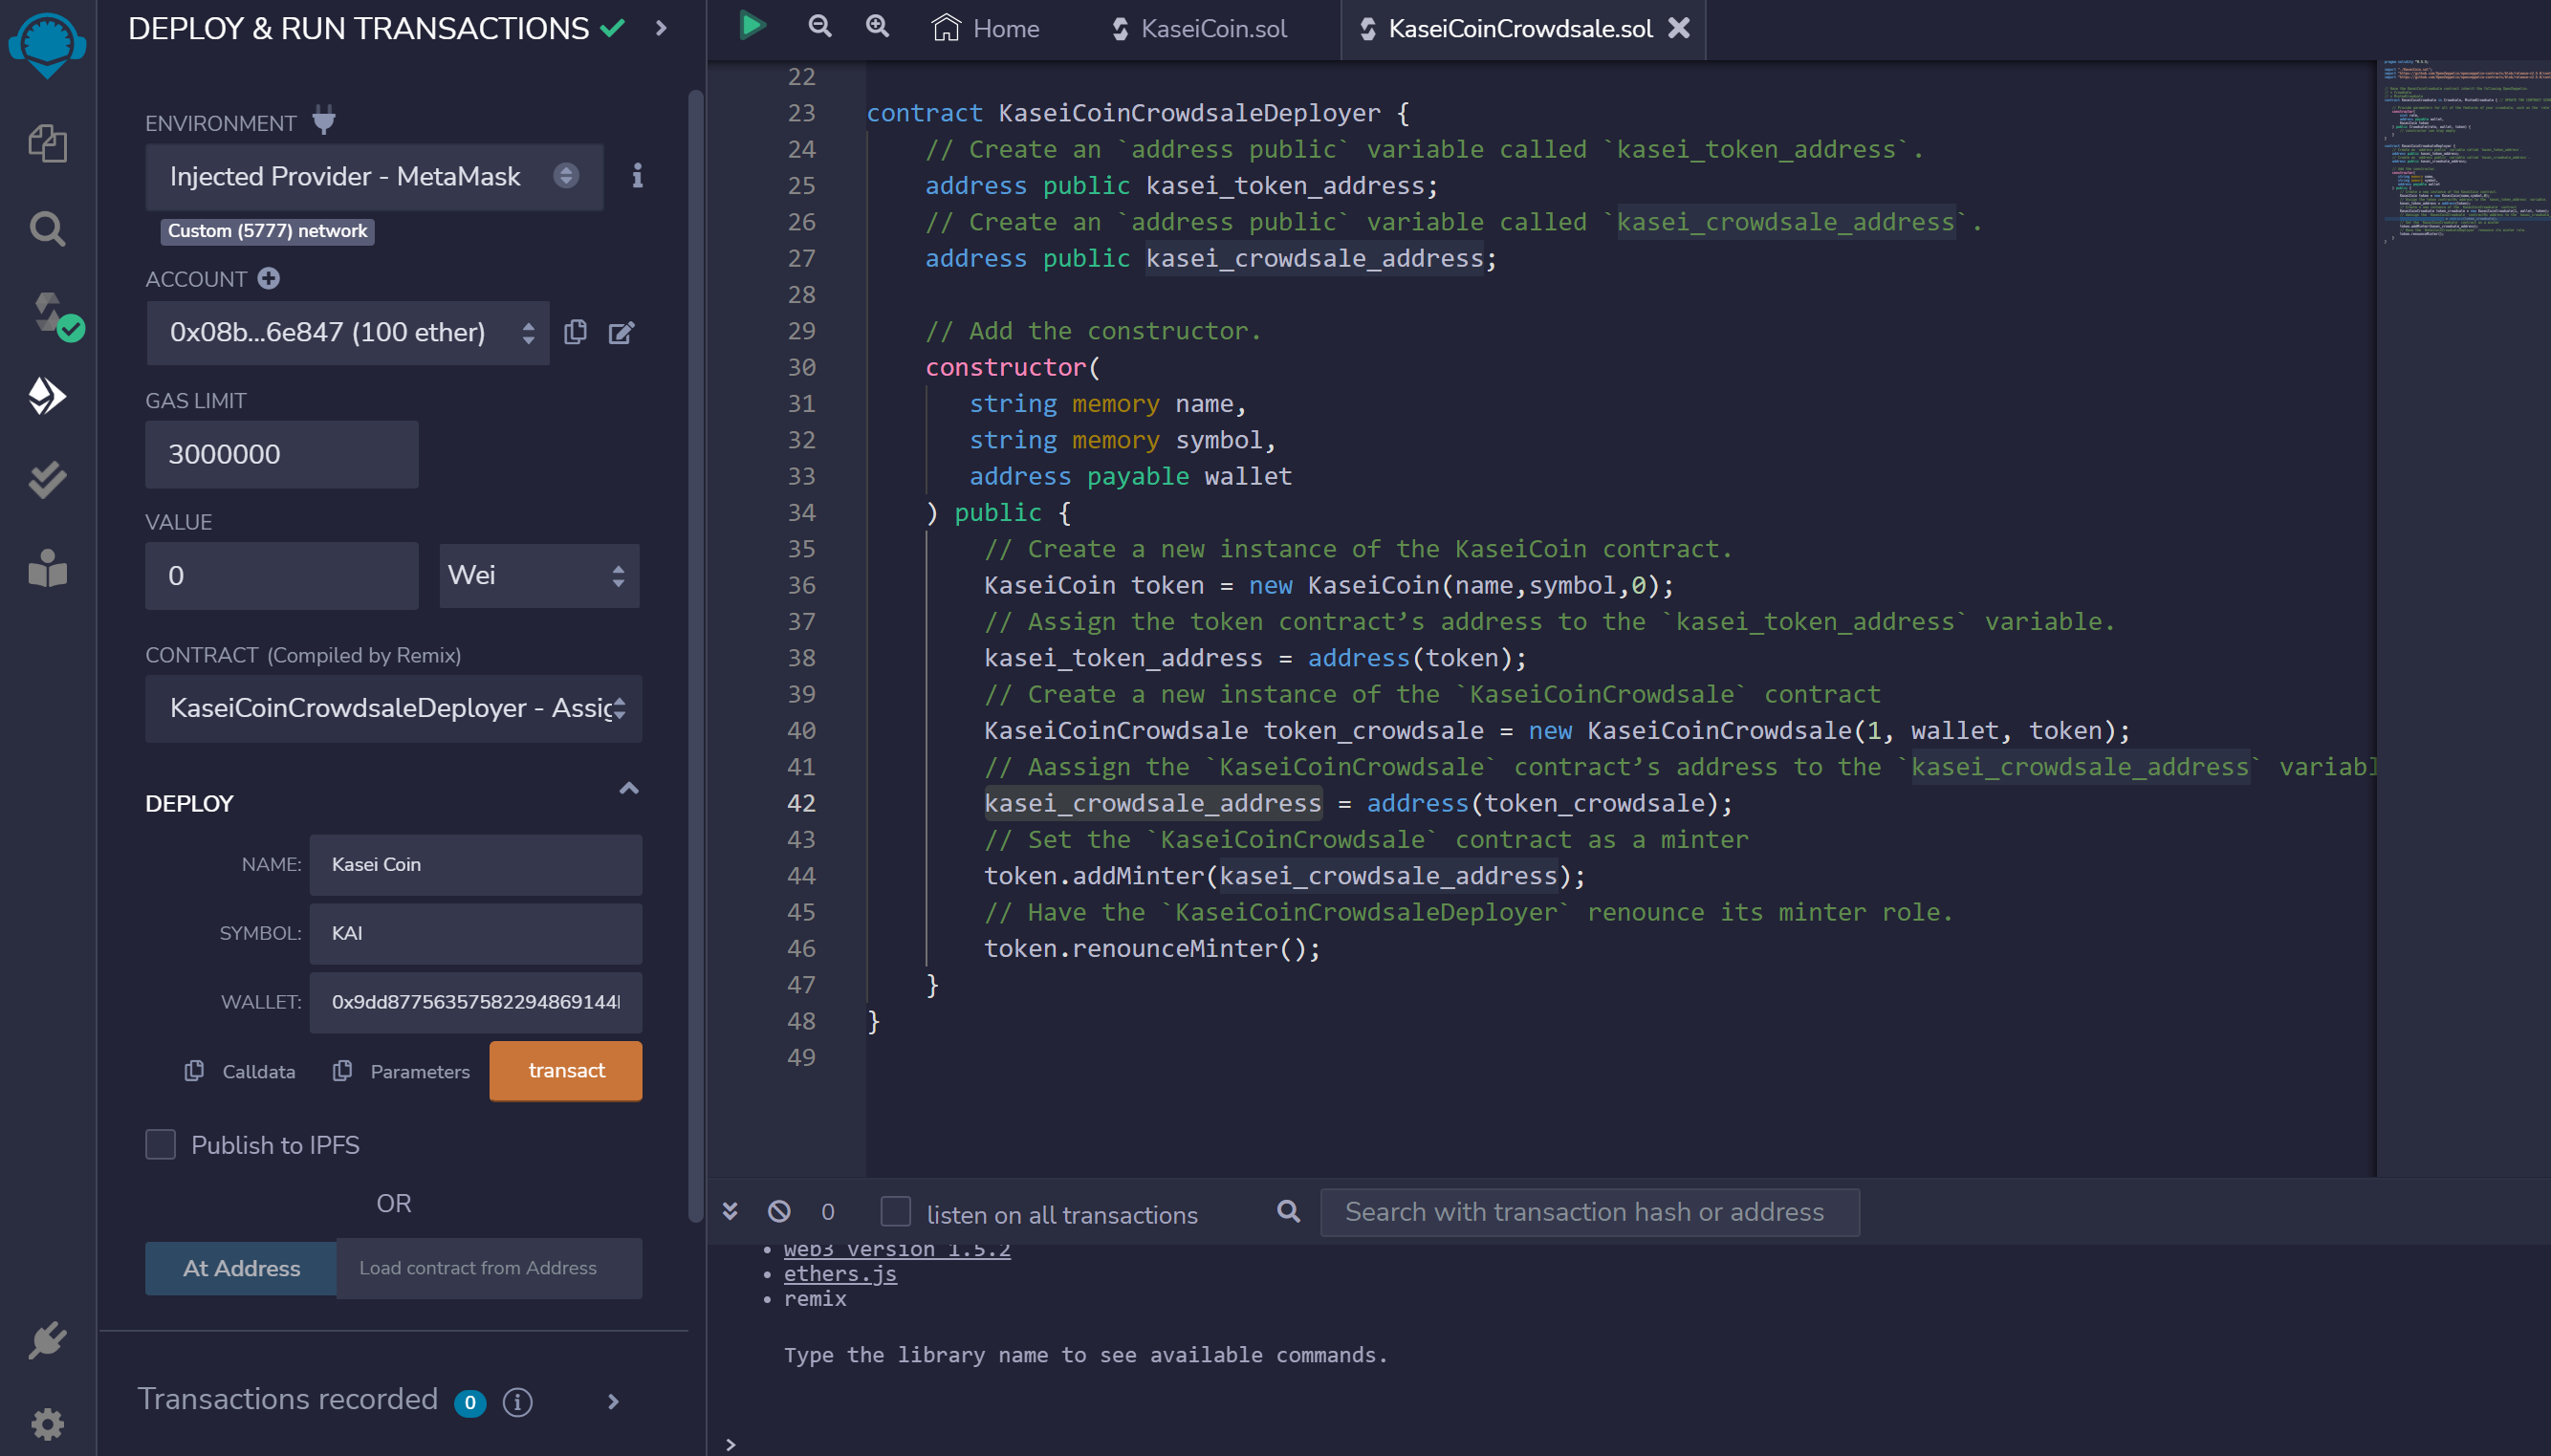 DEPLOY & RUN TRANSACTIONS
ENVIRONMENT
Injected Provider - MetaMask
Custom (5777) network
ACCOUNT
0x08b...6e847 (100 ether)
GAS LIMIT
3000000
VALUE
0
Wei
CONTRACT (Compiled by Remix)
KaseiCoinCrowdsaleDeployer - Assig
DEPLOY
NAME: Kasei Coin
SYMBOL: KAI
WALLET: 0x9dd87756357582294869144
Calldata Parameters transact
Publish to IPFS
OR
At Address Load contract from Address
Transactions recorded 0
Home KaseiCoin.sol KaseiCoinCrowdsale.sol
22
23 contract KaseiCoinCrowdsaleDeployer {
24 // Create an `address public` variable called `kasei_token_address`.
25 address public kasei_token_address;
26 // Create an `address public` variable called `kasei_crowdsale_address`.
27 address public kasei_crowdsale_address;
28
29 // Add the constructor.
30 constructor(
31 string memory name,
32 string memory symbol,
33 address payable wallet
34 ) public {
35 // Create a new instance of the KaseiCoin contract.
36 KaseiCoin token = new KaseiCoin(name,symbol,0);
37 // Assign the token contract’s address to the `kasei_token_address` variable.
38 kasei_token_address = address(token);
39 // Create a new instance of the `KaseiCoinCrowdsale` contract
40 KaseiCoinCrowdsale token_crowdsale = new KaseiCoinCrowdsale(1, wallet, token);
41 // Aassign the `KaseiCoinCrowdsale` contract’s address to the `kasei_crowdsale_address` variabl
42 kasei_crowdsale_address = address(token_crowdsale);
43 // Set the `KaseiCoinCrowdsale` contract as a minter
44 token.addMinter(kasei_crowdsale_address);
45 // Have the `KaseiCoinCrowdsaleDeployer` renounce its minter role.
46 token.renounceMinter();
47 }
48 }
49
0 listen on all transactions Search with transaction hash or address
• web3 version 1.5.2
• ethers.js
• remix
Type the library name to see available commands.
>